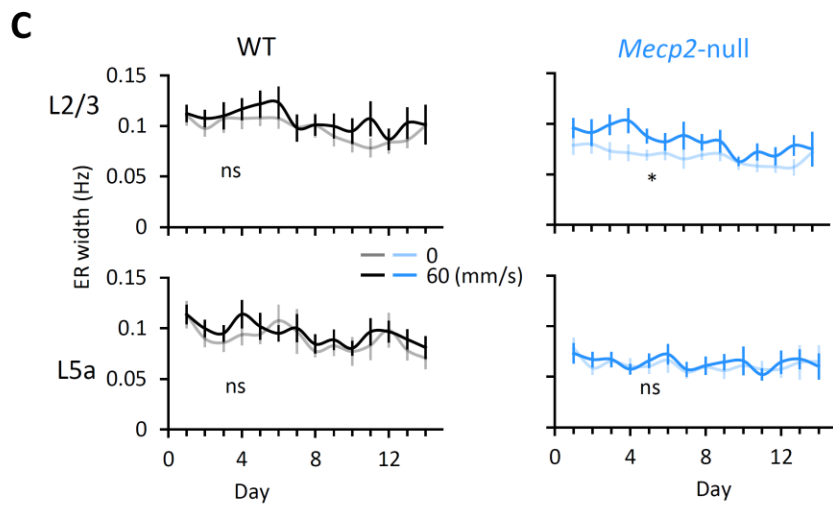 C
WT
Mecp2-null
L2/3
0.15
0.1
0.05
0
ns
*
ER width (Hz)
0
60 (mm/s)
L5a
0.15
0.1
0.05
0
ns
ns
0 4 8 12
0 4 8 12
Day
Day